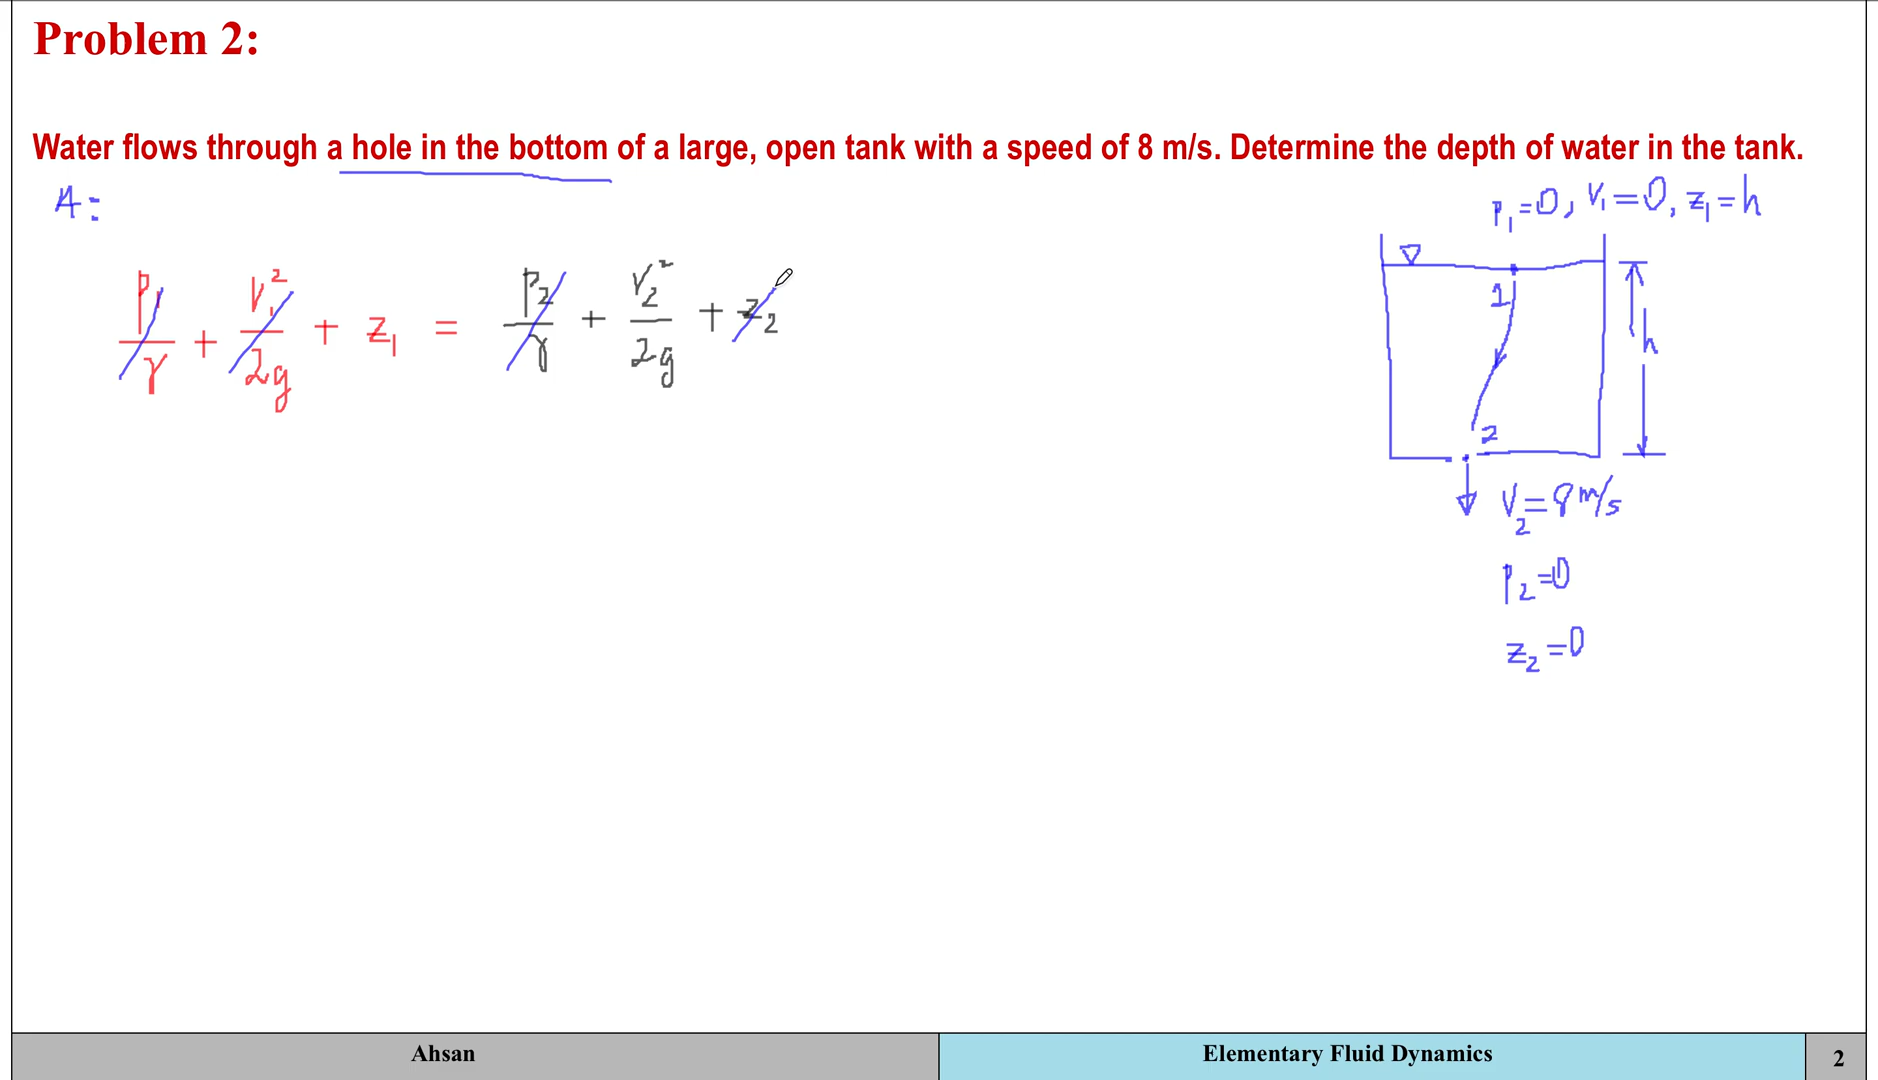 Problem 2:
Water flows through a hole in the bottom of a large, open tank with a speed of 8 m/s. Determine the depth of water in the tank.
A:
p₁/γ + V₁²/2g + z₁ = p₂/γ + V₂²/2g + z₂
p₁=0, V₁=0, z₁=h
1
h
2
V₂=8 m/s
p₂=0
z₂=0
Ahsan
Elementary Fluid Dynamics
2